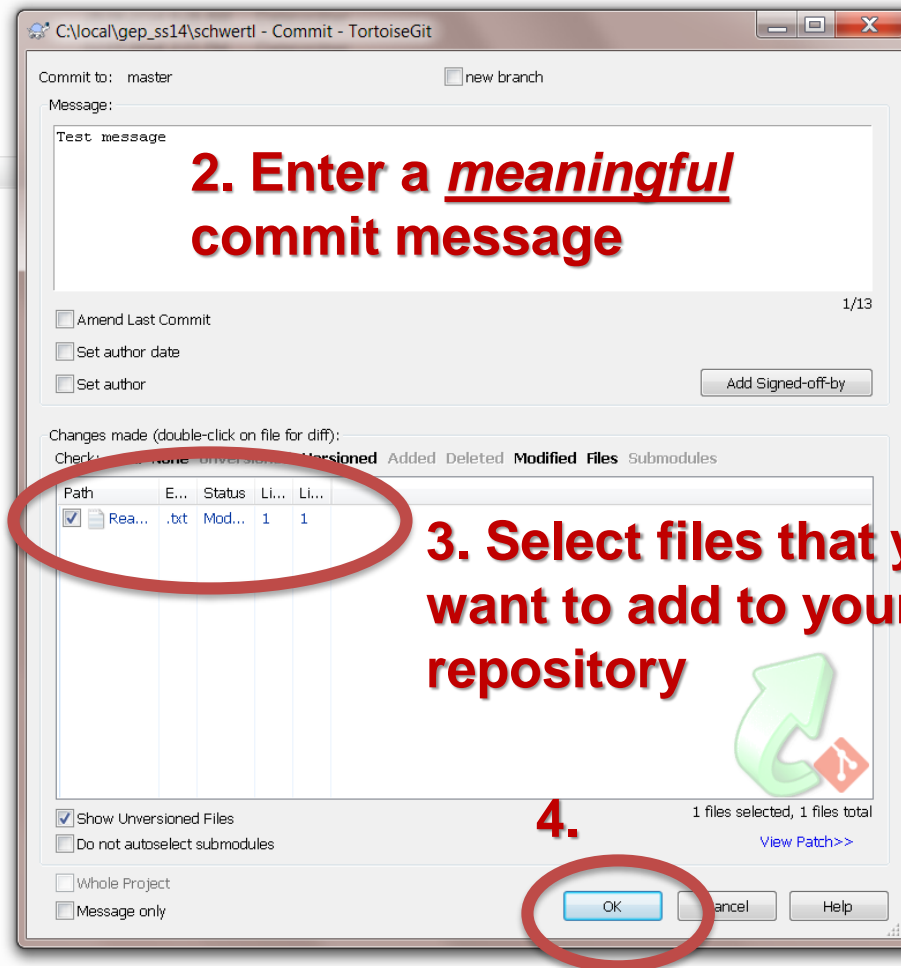 C:\local\gep_ss14\schwertl - Commit - TortoiseGit
Commit to: master new branch
Message:
Test message
2. Enter a meaningful
commit message
1/13
Amend Last Commit
Set author date
Set author
Add Signed-off-by
Changes made (double-click on file for diff):
Check: None Versioned Added Deleted Modified Files Submodules
Path E... Status Li... Li...
Rea... .txt Mod... 1 1
3. Select files that
want to add to your
repository
4.
Show Unversioned Files
1 files selected, 1 files total
Do not autoselect submodules
View Patch>>
Whole Project
Message only
OK Cancel Help